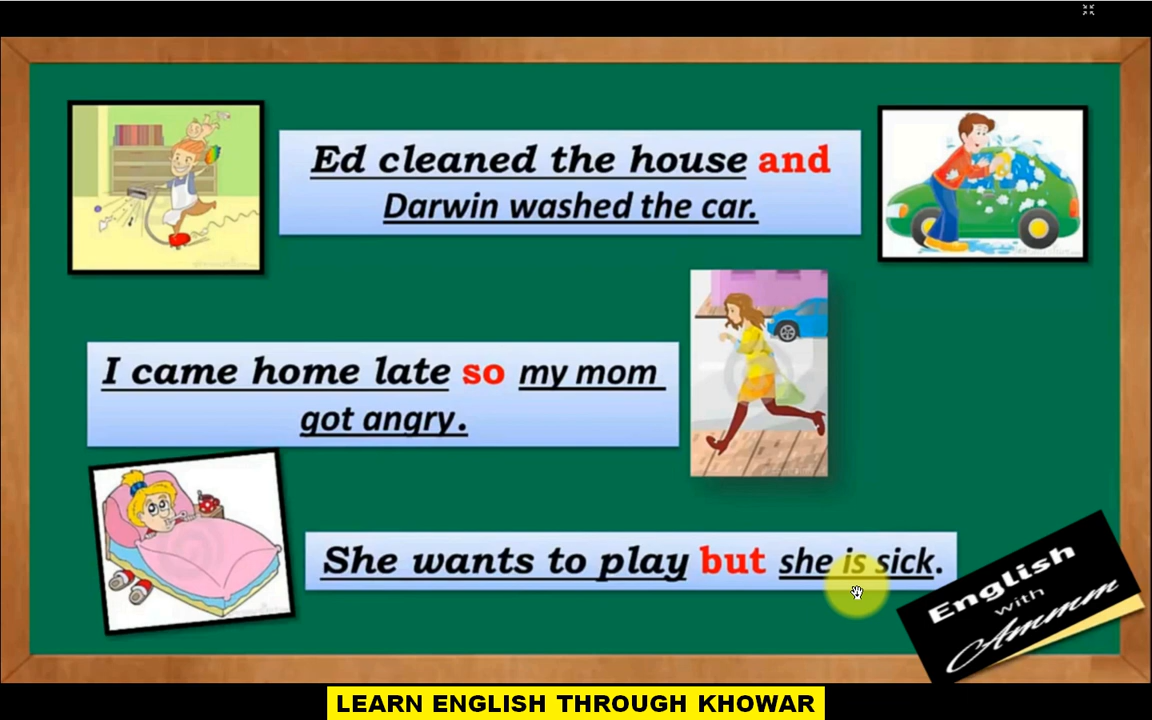 Ed cleaned the house and
Darwin washed the car.
I came home late so my mom
got angry.
She wants to play but she is sick.
English
with
Ammm
LEARN ENGLISH THROUGH KHOWAR